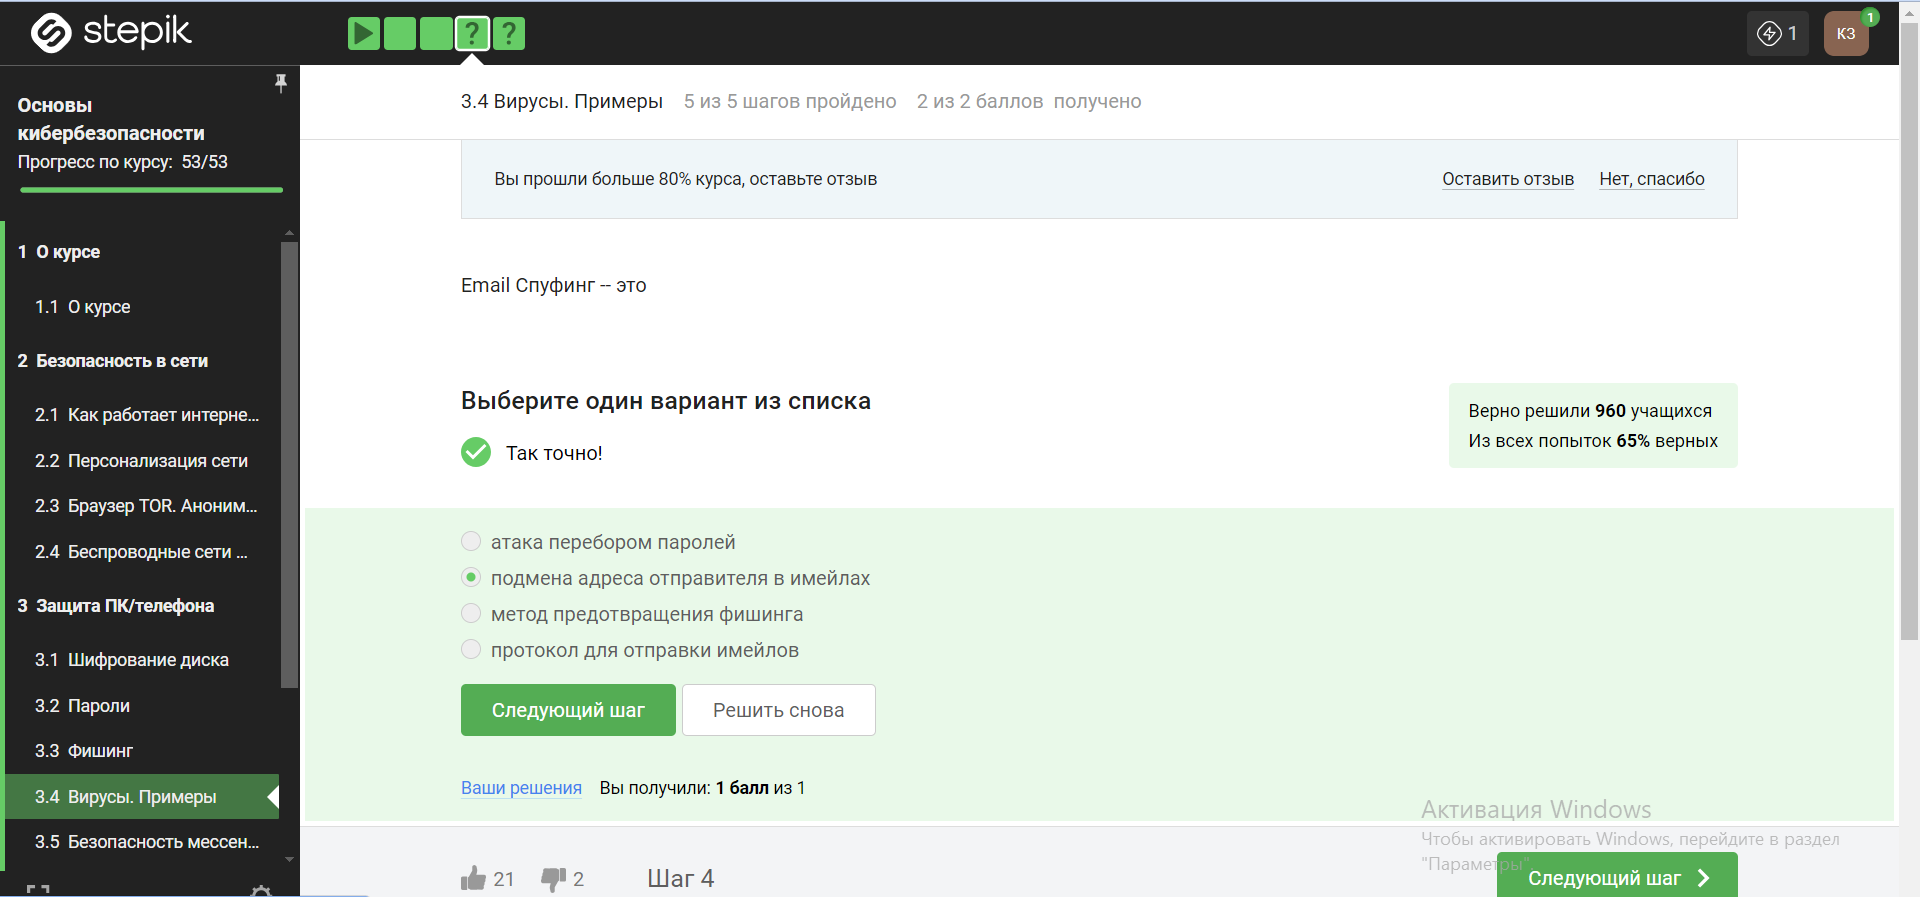 stepik
?
?
1
КЗ
1
Основы
кибербезопасности
Прогресс по курсу: 53/53
1 О курсе
1.1 О курсе
2 Безопасность в сети
2.1 Как работает интерне...
2.2 Персонализация сети
2.3 Браузер TOR. Аноним...
2.4 Беспроводные сети ...
3 Защита ПК/телефона
3.1 Шифрование диска
3.2 Пароли
3.3 Фишинг
3.4 Вирусы. Примеры
3.5 Безопасность мессен...
3.4 Вирусы. Примеры 5 из 5 шагов пройдено 2 из 2 баллов получено
Вы прошли больше 80% курса, оставьте отзыв
Оставить отзыв
Нет, спасибо
Email Спуфинг -- это
Выберите один вариант из списка
Так точно!
Верно решили 960 учащихся
Из всех попыток 65% верных
атака перебором паролей
подмена адреса отправителя в имейлах
метод предотвращения фишинга
протокол для отправки имейлов
Следующий шаг
Решить снова
Ваши решения Вы получили: 1 балл из 1
21
2
Шаг 4
Следующий шаг
Активация Windows
Чтобы активировать Windows, перейдите в раздел
"Параметры".